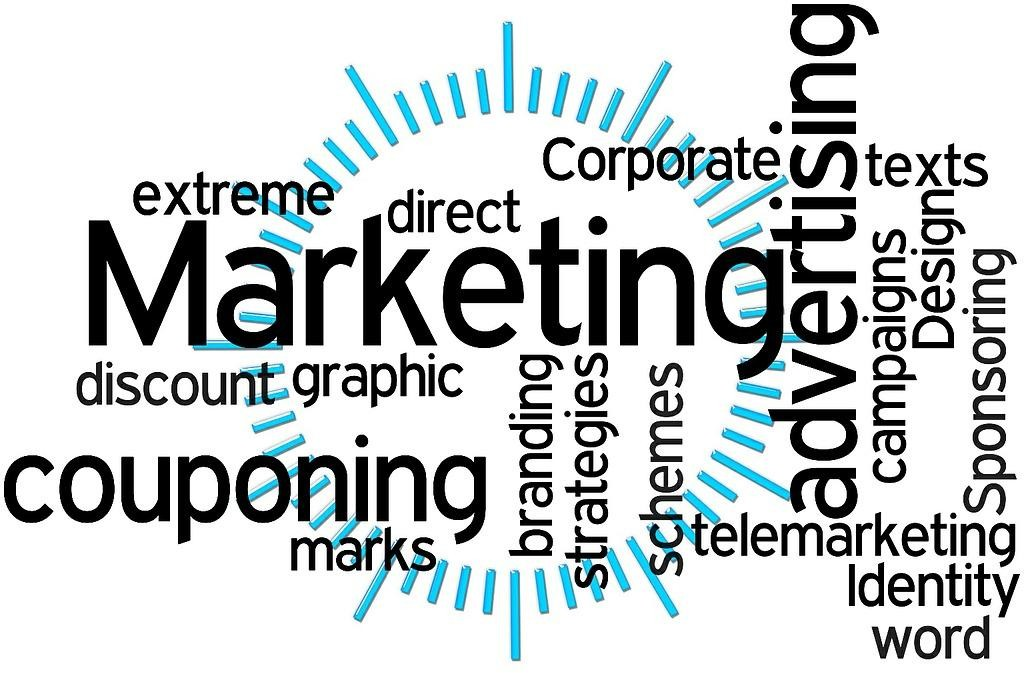 advertising
Corporate
texts
extreme
direct
Design
Marketing
campaigns
Sponsoring
discount
graphic
branding
strategies
schemes
couponing
telemarketing
marks
Identity
word